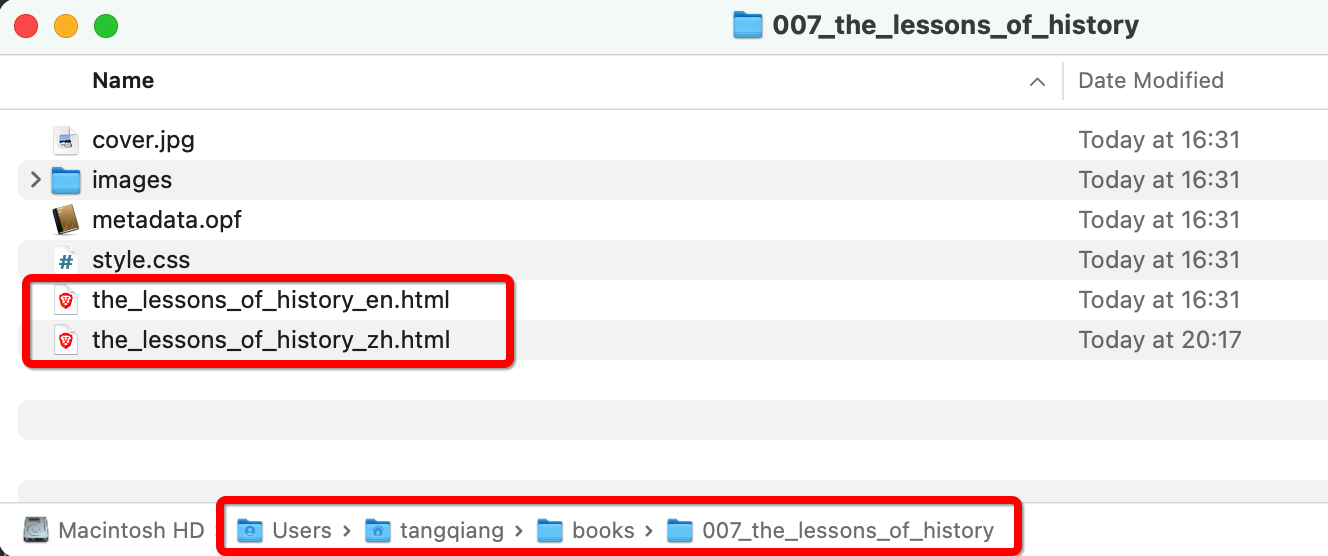 007_the_lessons_of_history
Name Date Modified
cover.jpg Today at 16:31
images Today at 16:31
metadata.opf Today at 16:31
# style.css Today at 16:31
the_lessons_of_history_en.html Today at 16:31
the_lessons_of_history_zh.html Today at 20:17
Macintosh HD › Users › tangqiang › books › 007_the_lessons_of_history